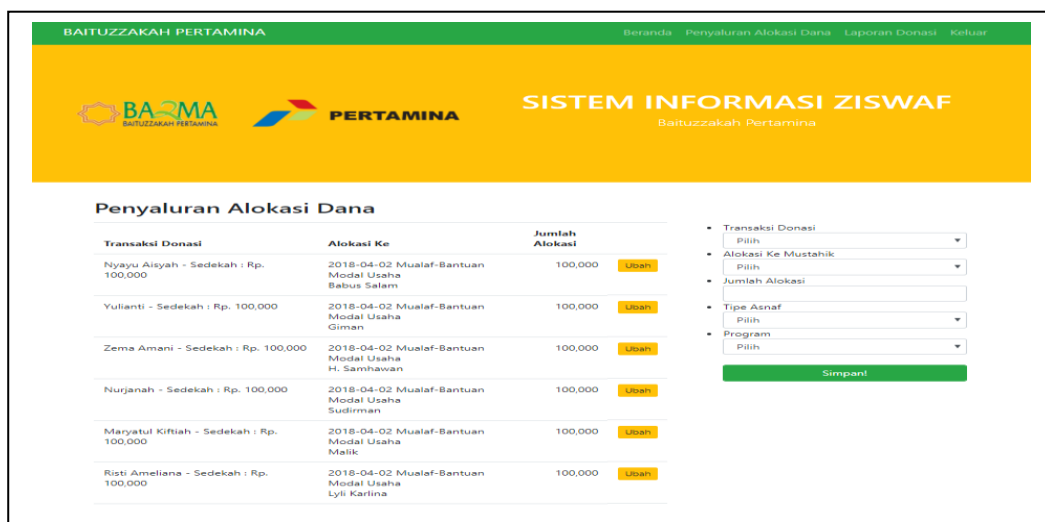 BAITUZZAKAH PERTAMINA
Beranda Penyaluran Alokasi Dana Laporan Donasi Keluar
BAZMA
BAITUZZAKAH PERTAMINA
PERTAMINA
SISTEM INFORMASI ZISWAF
Baituzzakah Pertamina
Penyaluran Alokasi Dana
Transaksi Donasi Alokasi Ke Jumlah
Alokasi
Nyayu Aisyah - Sedekah : Rp.
100,000
2018-04-02 Mualaf-Bantuan
Modal Usaha
Babus Salam
100,000 Ubah
Yulianti - Sedekah : Rp. 100,000
2018-04-02 Mualaf-Bantuan
Modal Usaha
Giman
100,000 Ubah
Zema Amani - Sedekah : Rp. 100,000
2018-04-02 Mualaf-Bantuan
Modal Usaha
H. Samhawan
100,000 Ubah
Nurjanah - Sedekah : Rp. 100,000
2018-04-02 Mualaf-Bantuan
Modal Usaha
Sudirman
100,000 Ubah
Maryatul Kiftiah - Sedekah : Rp.
100,000
2018-04-02 Mualaf-Bantuan
Modal Usaha
Malik
100,000 Ubah
Risti Ameliana - Sedekah : Rp.
100,000
2018-04-02 Mualaf-Bantuan
Modal Usaha
Lyli Karlina
100,000 Ubah
Transaksi Donasi
Pilih
Alokasi Ke Mustahik
Pilih
Jumlah Alokasi
Tipe Asnaf
Pilih
Program
Pilih
Simpan!